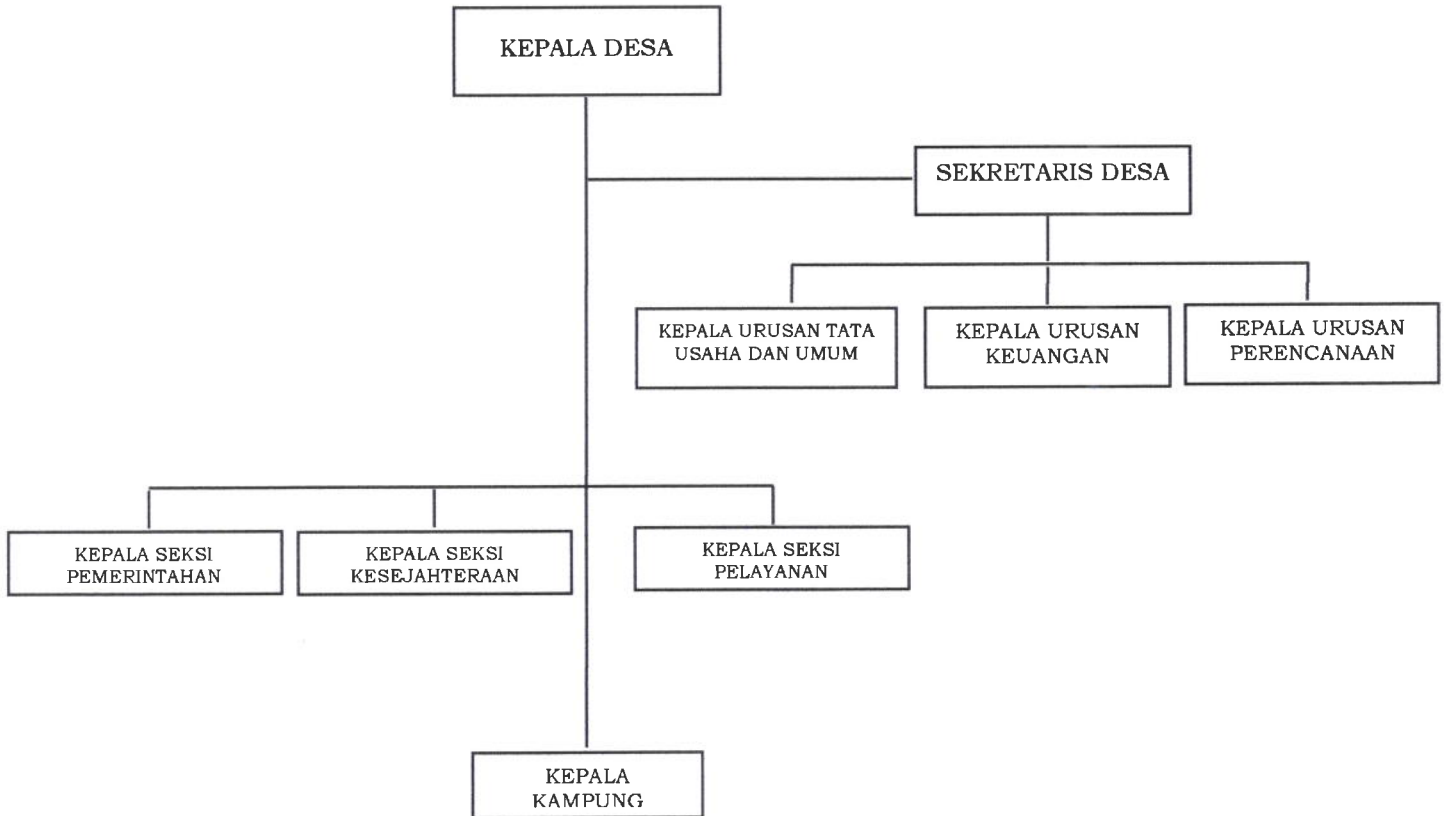 KEPALA DESA
SEKRETARIS DESA
KEPALA URUSAN TATA
USAHA DAN UMUM
KEPALA URUSAN
KEUANGAN
KEPALA URUSAN
PERENCANAAN
KEPALA SEKSI
PEMERINTAHAN
KEPALA SEKSI
KESEJAHTERAAN
KEPALA SEKSI
PELAYANAN
KEPALA
KAMPUNG